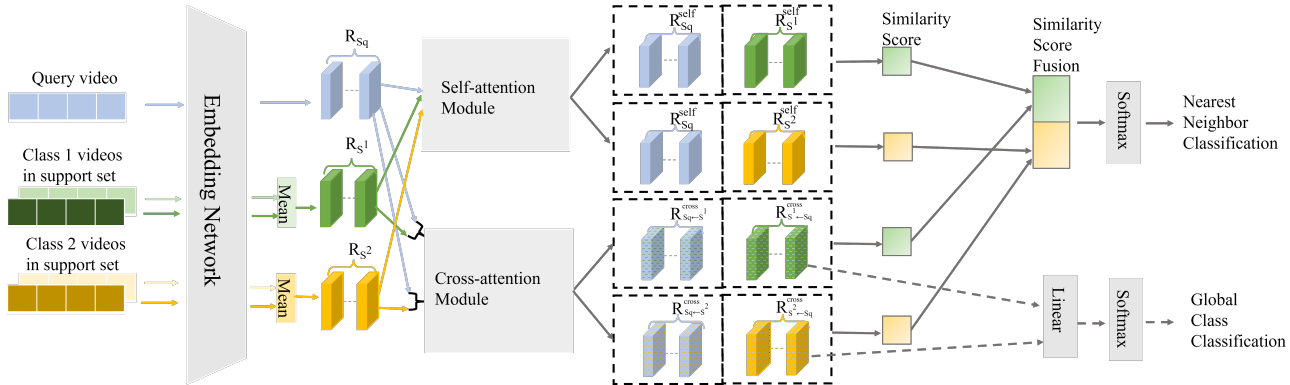 Query video
Class 1 videos
in support set
Class 2 videos
in support set
Embedding Network
Mean
Mean
R_Sq
R_S^1
R_S^2
Self-attention
Module
Cross-attention
Module
R_Sq^self
R_S^1^self
R_Sq^self
R_S^2^self
R_Sq←S^1^cross
R_S^1←Sq^cross
R_Sq←S^2^cross
R_S^2←Sq^cross
Similarity
Score
Similarity
Score
Fusion
Softmax
Nearest
Neighbor
Classification
Linear
Softmax
Global
Class
Classification